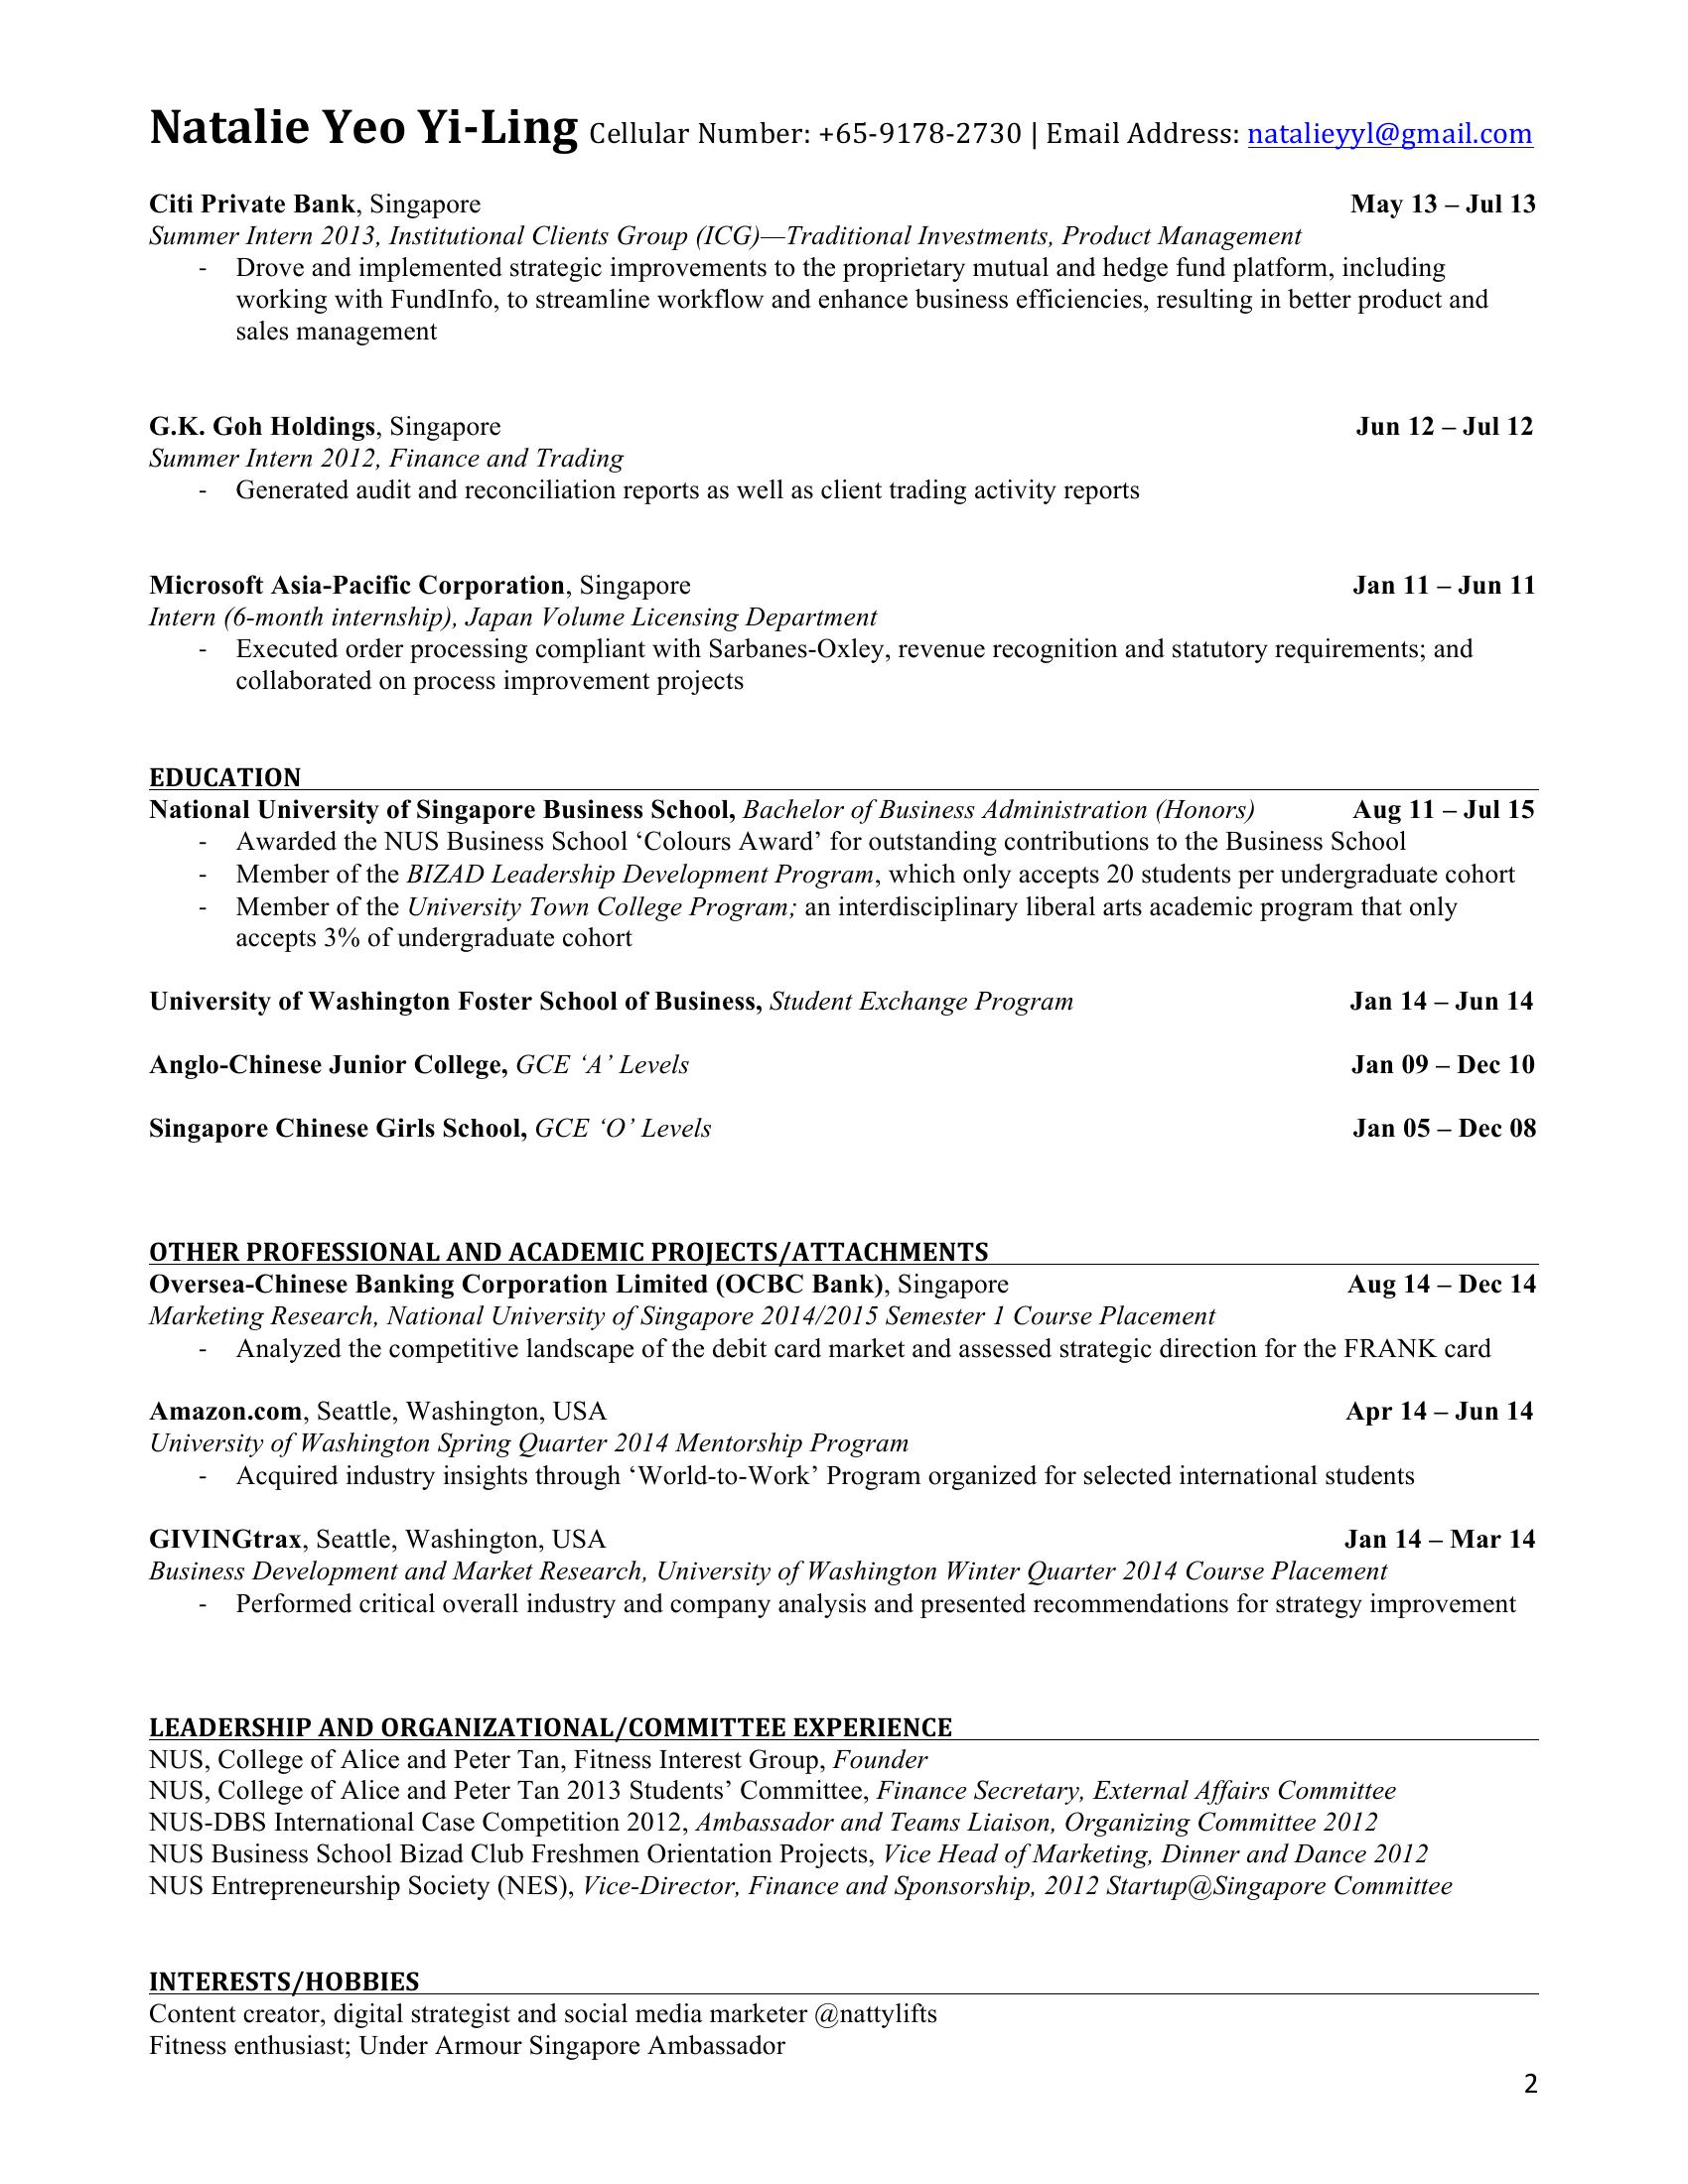 Natalie Yeo Yi-Ling Cellular Number: +65-9178-2730 | Email Address: natalieyyl@gmail.com
Citi Private Bank, Singapore May 13 – Jul 13
Summer Intern 2013, Institutional Clients Group (ICG)—Traditional Investments, Product Management
- Drove and implemented strategic improvements to the proprietary mutual and hedge fund platform, including
working with FundInfo, to streamline workflow and enhance business efficiencies, resulting in better product and
sales management
G.K. Goh Holdings, Singapore Jun 12 – Jul 12
Summer Intern 2012, Finance and Trading
- Generated audit and reconciliation reports as well as client trading activity reports
Microsoft Asia-Pacific Corporation, Singapore Jan 11 – Jun 11
Intern (6-month internship), Japan Volume Licensing Department
- Executed order processing compliant with Sarbanes-Oxley, revenue recognition and statutory requirements; and
collaborated on process improvement projects
EDUCATION
National University of Singapore Business School, Bachelor of Business Administration (Honors) Aug 11 – Jul 15
- Awarded the NUS Business School ‘Colours Award’ for outstanding contributions to the Business School
- Member of the BIZAD Leadership Development Program, which only accepts 20 students per undergraduate cohort
- Member of the University Town College Program; an interdisciplinary liberal arts academic program that only
accepts 3% of undergraduate cohort
University of Washington Foster School of Business, Student Exchange Program Jan 14 – Jun 14
Anglo-Chinese Junior College, GCE ‘A’ Levels Jan 09 – Dec 10
Singapore Chinese Girls School, GCE ‘O’ Levels Jan 05 – Dec 08
OTHER PROFESSIONAL AND ACADEMIC PROJECTS/ATTACHMENTS
Oversea-Chinese Banking Corporation Limited (OCBC Bank), Singapore Aug 14 – Dec 14
Marketing Research, National University of Singapore 2014/2015 Semester 1 Course Placement
- Analyzed the competitive landscape of the debit card market and assessed strategic direction for the FRANK card
Amazon.com, Seattle, Washington, USA Apr 14 – Jun 14
University of Washington Spring Quarter 2014 Mentorship Program
- Acquired industry insights through ‘World-to-Work’ Program organized for selected international students
GIVINGtrax, Seattle, Washington, USA Jan 14 – Mar 14
Business Development and Market Research, University of Washington Winter Quarter 2014 Course Placement
- Performed critical overall industry and company analysis and presented recommendations for strategy improvement
LEADERSHIP AND ORGANIZATIONAL/COMMITTEE EXPERIENCE
NUS, College of Alice and Peter Tan, Fitness Interest Group, Founder
NUS, College of Alice and Peter Tan 2013 Students’ Committee, Finance Secretary, External Affairs Committee
NUS-DBS International Case Competition 2012, Ambassador and Teams Liaison, Organizing Committee 2012
NUS Business School Bizad Club Freshmen Orientation Projects, Vice Head of Marketing, Dinner and Dance 2012
NUS Entrepreneurship Society (NES), Vice-Director, Finance and Sponsorship, 2012 Startup@Singapore Committee
INTERESTS/HOBBIES
Content creator, digital strategist and social media marketer @nattylifts
Fitness enthusiast; Under Armour Singapore Ambassador
2